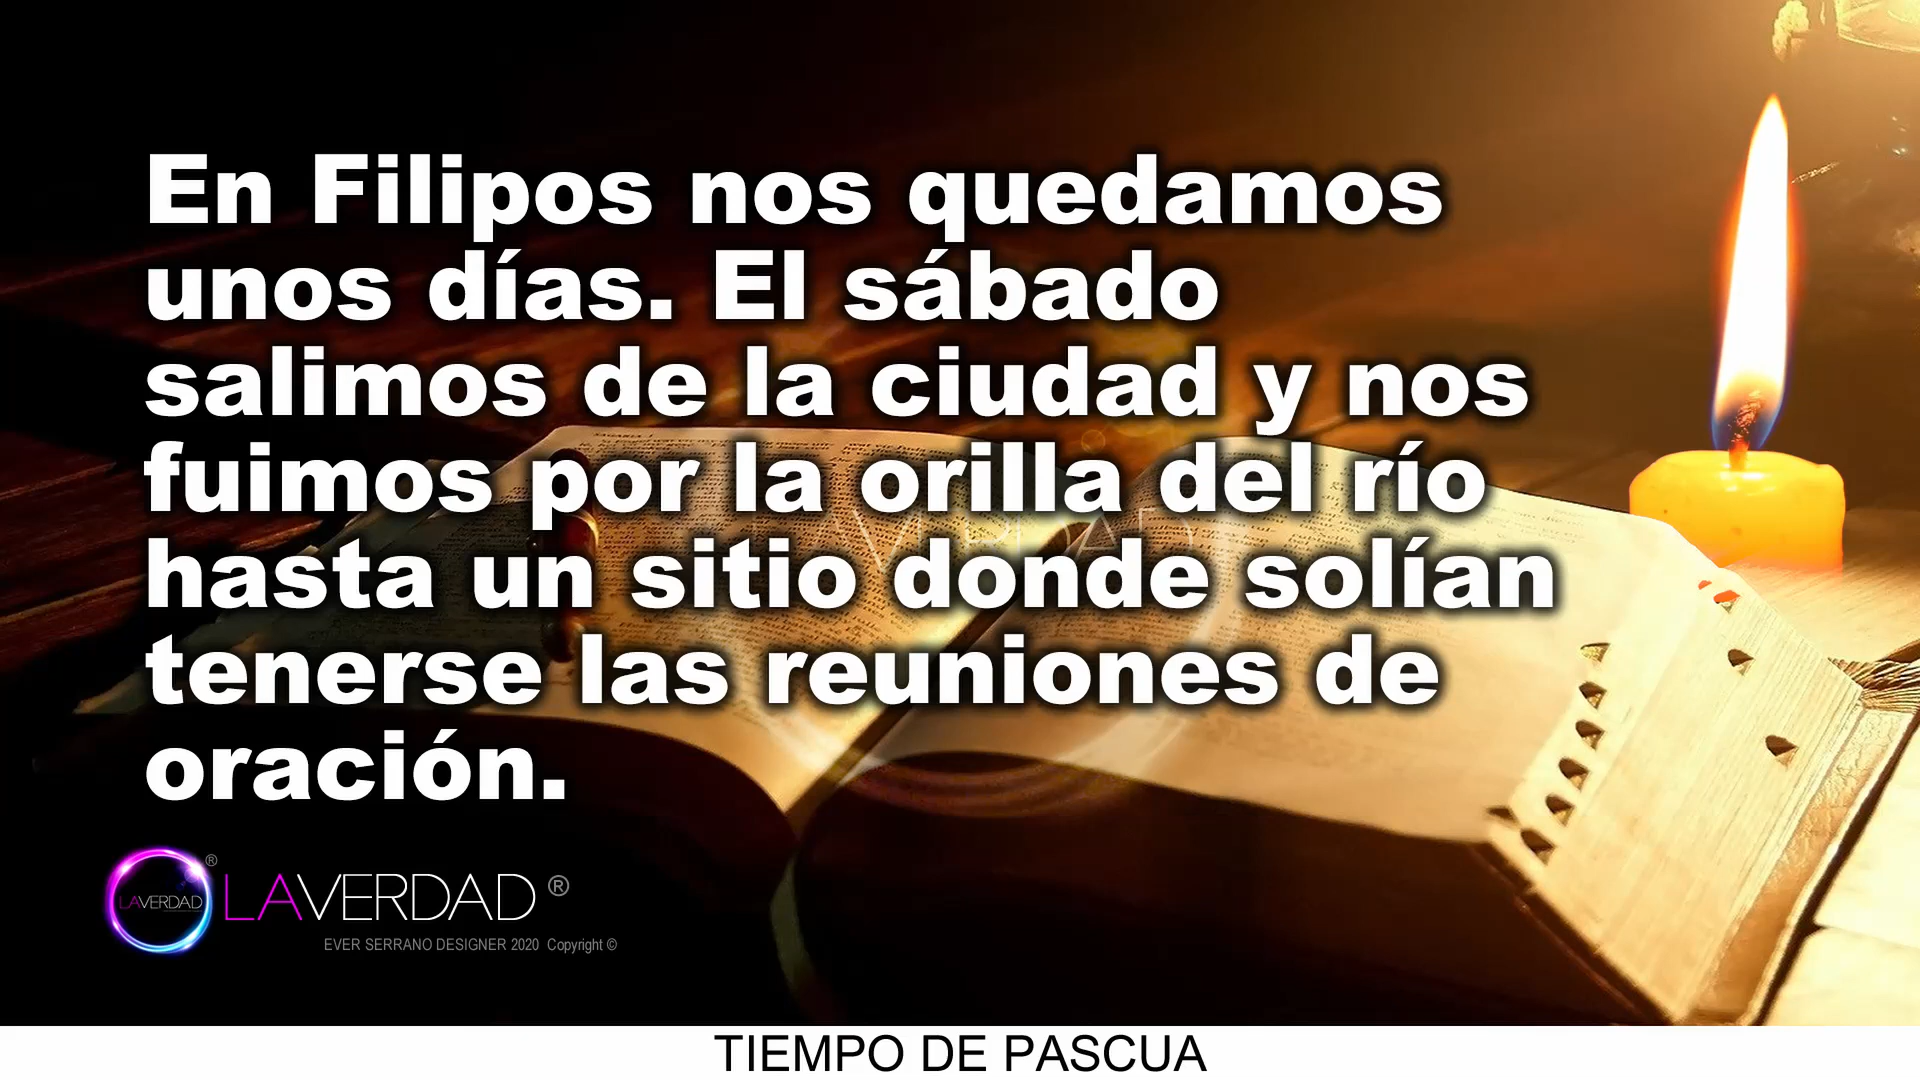 En Filipos nos quedamos
unos días. El sábado
salimos de la ciudad y nos
fuimos por la orilla del río
hasta un sitio donde solían
tenerse las reuniones de
oración.
LAVERDAD ®
LAVERDAD®
EVER SERRANO DESIGNER 2020 Copyright ©
TIEMPO DE PASCUA